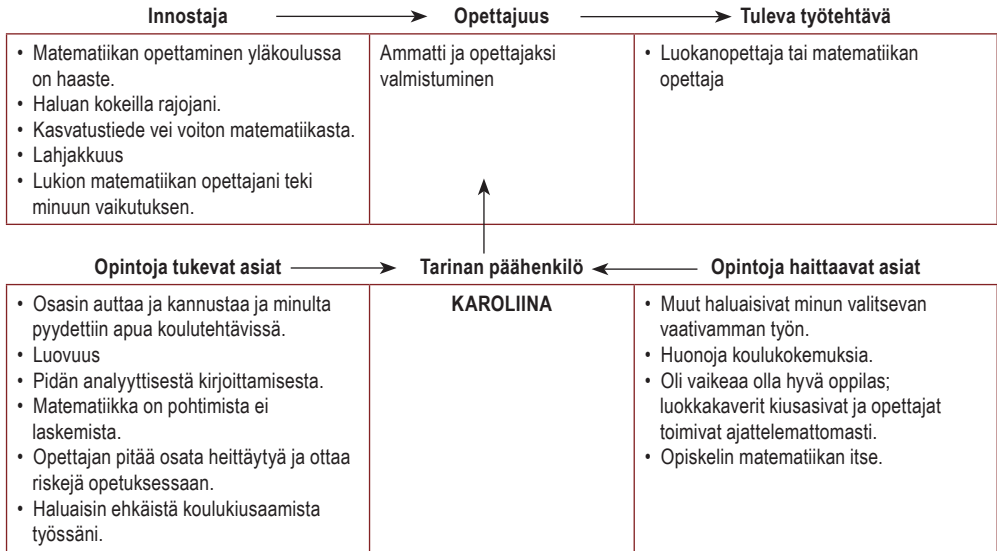 Innostaja Opettajuus Tuleva työtehtävä
• Matematiikan opettaminen yläkoulussa
on haaste.
• Haluan kokeilla rajojani.
• Kasvatustiede vei voiton matematiikasta.
• Lahjakkuus
• Lukion matematiikan opettajani teki
minuun vaikutuksen.
Ammatti ja opettajaksi
valmistuminen
• Luokanopettaja tai matematiikan
opettaja
Opintoja tukevat asiat Tarinan päähenkilö Opintoja haittaavat asiat
• Osasin auttaa ja kannustaa ja minulta
pyydettiin apua koulutehtävissä.
• Luovuus
• Pidän analyyttisestä kirjoittamisesta.
• Matematiikka on pohtimista ei
laskemista.
• Opettajan pitää osata heittäytyä ja ottaa
riskejä opetuksessaan.
• Haluaisin ehkäistä koulukiusaamista
työssäni.
KAROLIINA
• Muut haluaisivat minun valitsevan
vaativamman työn.
• Huonoja koulukokemuksia.
• Oli vaikeaa olla hyvä oppilas;
luokkakaverit kiusasivat ja opettajat
toimivat ajattelemattomasti.
• Opiskelin matematiikan itse.